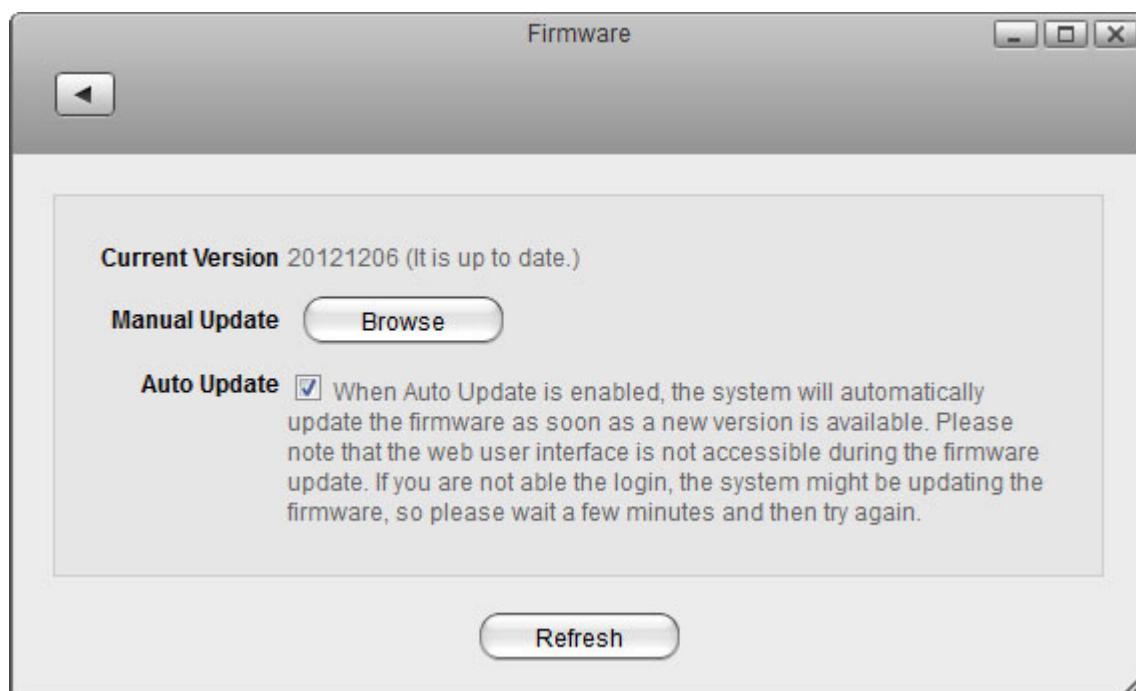 Firmware
Current Version 20121206 (It is up to date.)
Manual Update Browse
Auto Update When Auto Update is enabled, the system will automatically
update the firmware as soon as a new version is available. Please
note that the web user interface is not accessible during the firmware
update. If you are not able the login, the system might be updating the
firmware, so please wait a few minutes and then try again.
Refresh